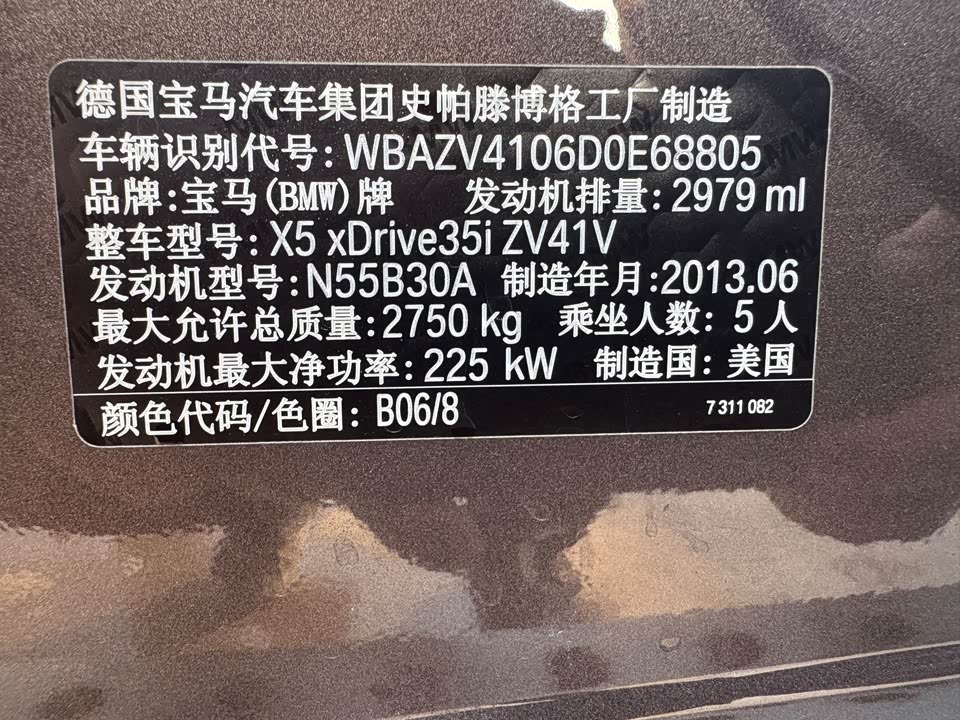 德国宝马汽车集团史帕滕博格工厂制造
车辆识别代号: WBAZV4106D0E68805
品牌:宝马(BMW)牌 发动机排量: 2979 ml
整车型号: X5 xDrive35i ZV41V
发动机型号: N55B30A 制造年月:2013.06
最大允许总质量:2750 kg 乘坐人数: 5人
发动机最大净功率: 225 kW 制造国: 美国
颜色代码/色圈: B06/8 7 311 082